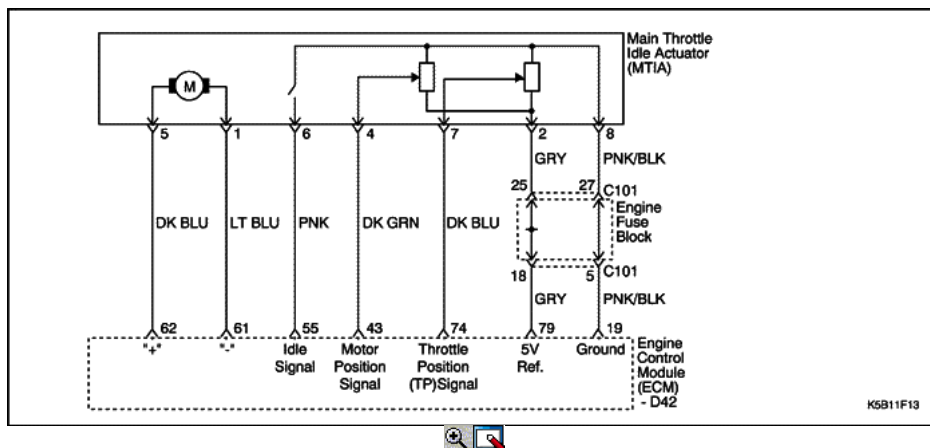 Main Throttle
Idle Actuator
(MTIA)
M
5 1 6 4 7 2 8
GRY PNK/BLK
25 27 C101
DK BLU LT BLU PNK DK GRN DK BLU
Engine
Fuse
Block
18 5 C101
GRY PNK/BLK
62 61 55 43 74 79 19
"+" "-" Idle
Signal
Motor
Position
Signal
Throttle
Position
(TP)Signal
5V
Ref.
Ground
Engine
Control
Module
(ECM)
- D42
K5B11F13